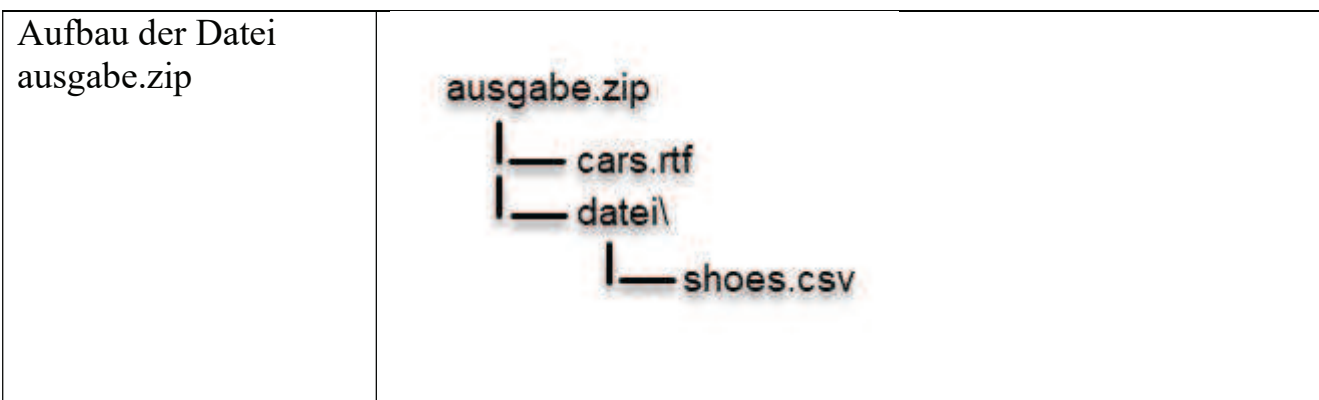 Aufbau der Datei
ausgabe.zip
ausgabe.zip
cars.rtf
datei\
shoes.csv